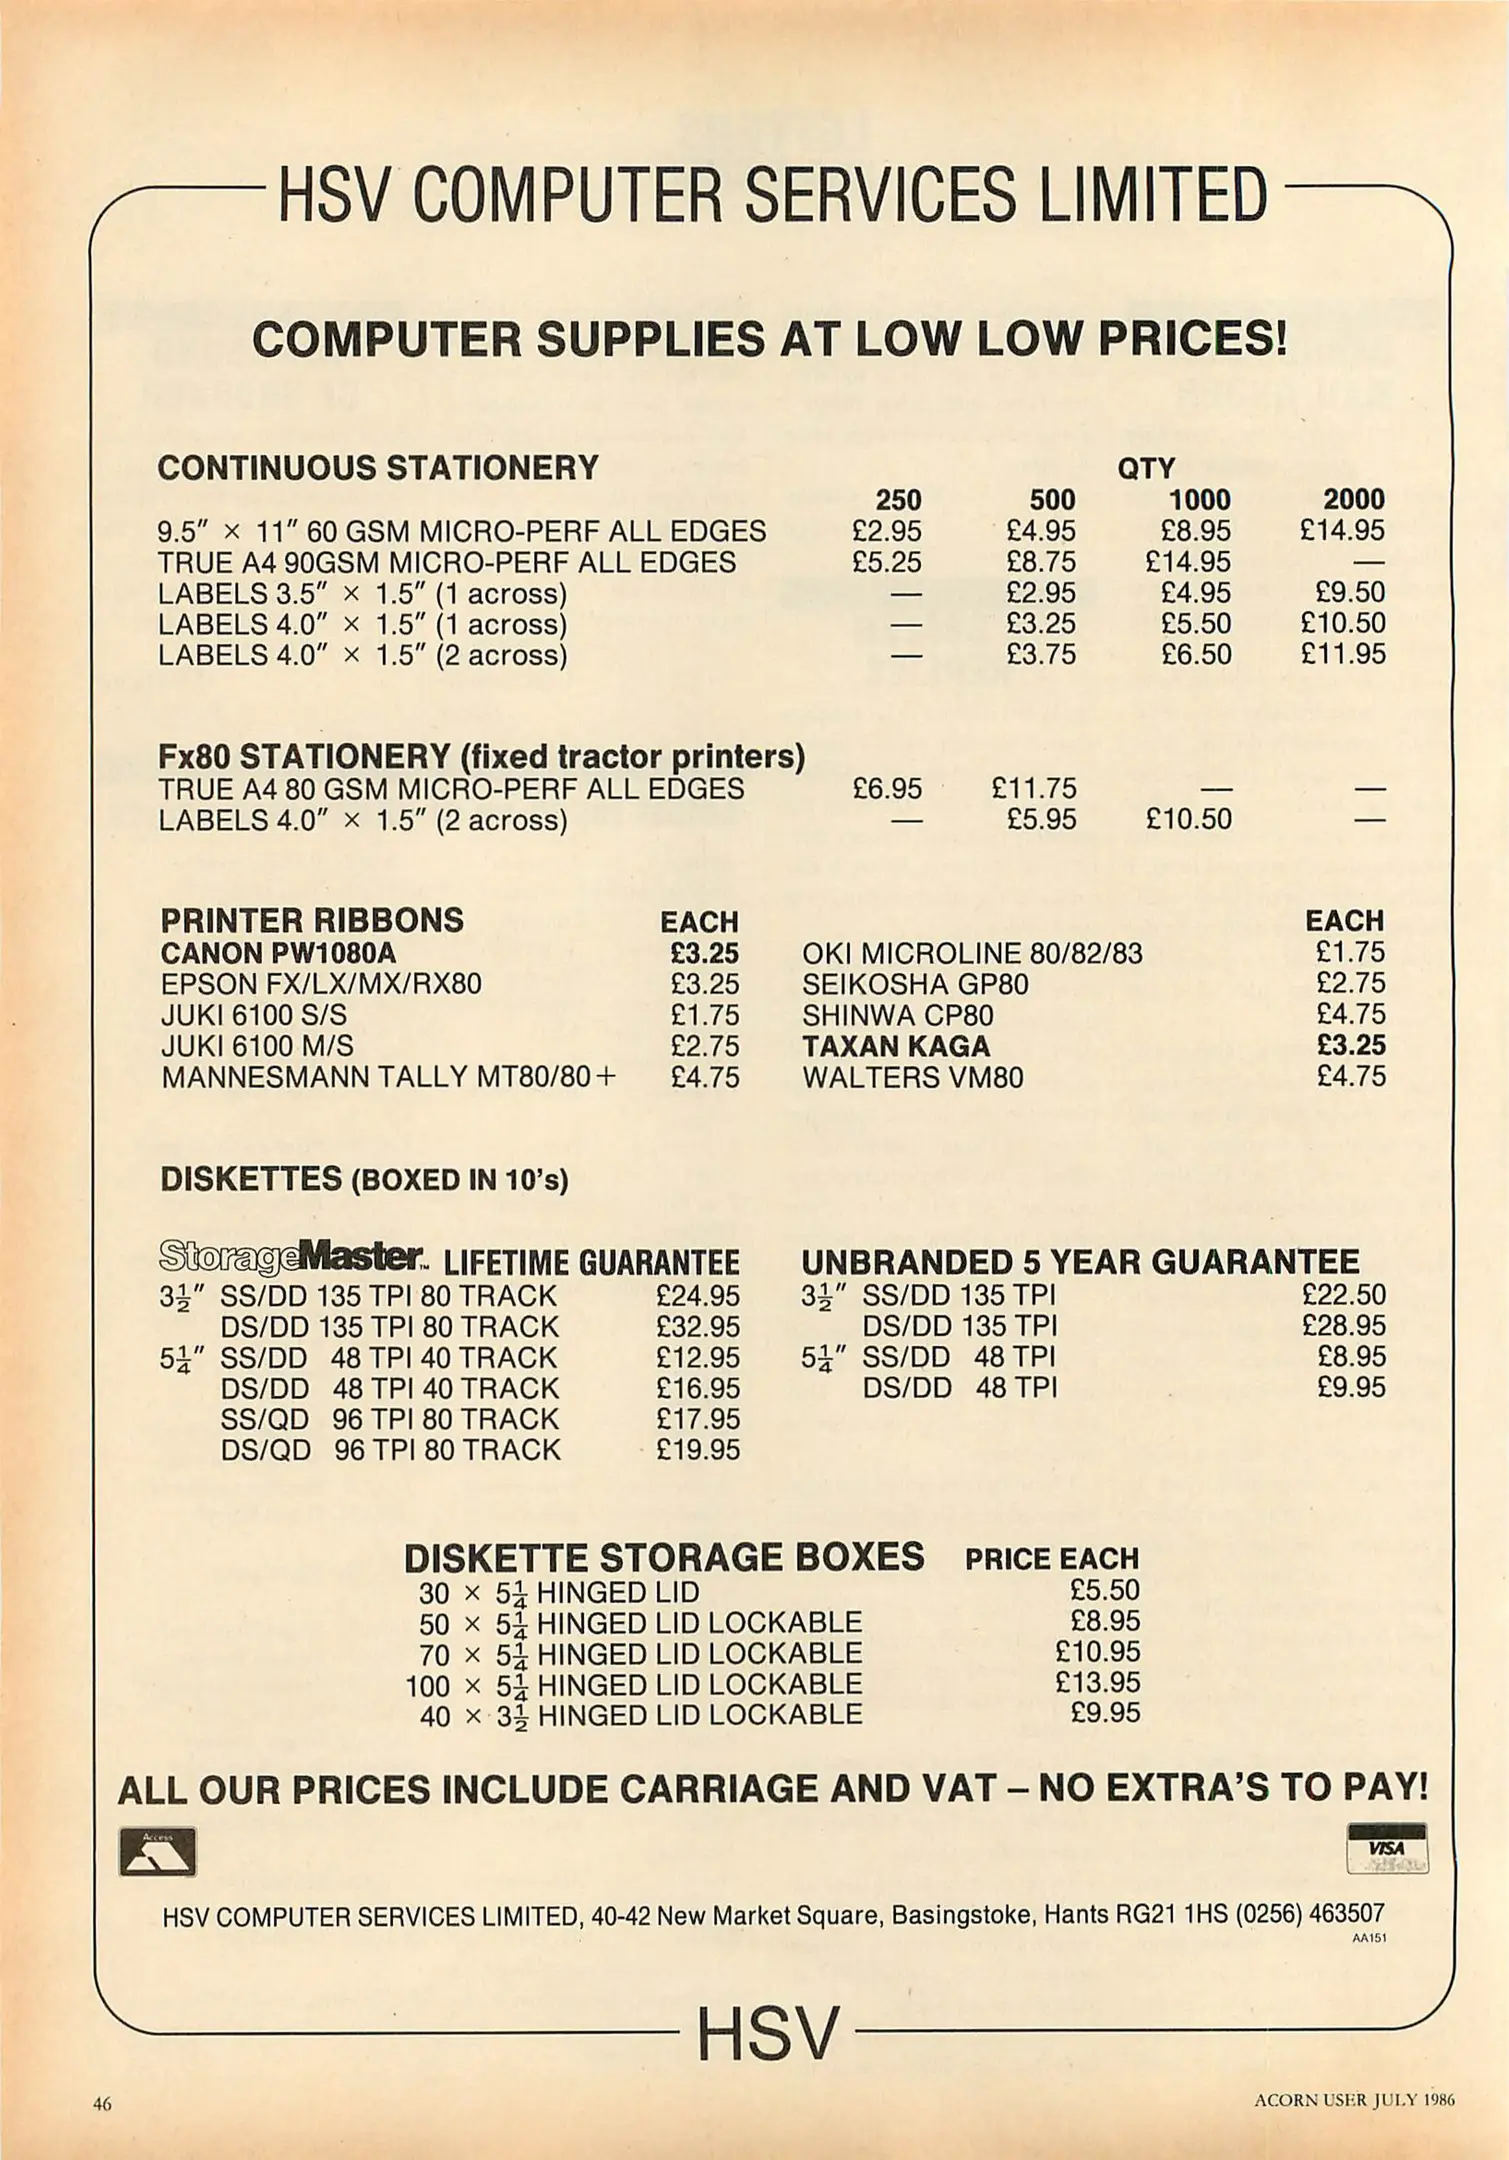 HSV COMPUTER SERVICES LIMITED
COMPUTER SUPPLIES AT LOW LOW PRICES!
CONTINUOUS STATIONERY QTY
250 500 1000 2000
9.5" × 11" 60 GSM MICRO-PERF ALL EDGES £2.95 £4.95 £8.95 £14.95
TRUE A4 90GSM MICRO-PERF ALL EDGES £5.25 £8.75 £14.95 —
LABELS 3.5" × 1.5" (1 across) — £2.95 £4.95 £9.50
LABELS 4.0" × 1.5" (1 across) — £3.25 £5.50 £10.50
LABELS 4.0" × 1.5" (2 across) — £3.75 £6.50 £11.95
Fx80 STATIONERY (fixed tractor printers)
TRUE A4 80 GSM MICRO-PERF ALL EDGES £6.95 £11.75 — —
LABELS 4.0" × 1.5" (2 across) — £5.95 £10.50 —
PRINTER RIBBONS EACH EACH
CANON PW1080A £3.25 OKI MICROLINE 80/82/83 £1.75
EPSON FX/LX/MX/RX80 £3.25 SEIKOSHA GP80 £2.75
JUKI 6100 S/S £1.75 SHINWA CP80 £4.75
JUKI 6100 M/S £2.75 TAXAN KAGA £3.25
MANNESMANN TALLY MT80/80+ £4.75 WALTERS VM80 £4.75
DISKETTES (BOXED IN 10's)
StorageMaster™ LIFETIME GUARANTEE UNBRANDED 5 YEAR GUARANTEE
3½" SS/DD 135 TPI 80 TRACK £24.95 3½" SS/DD 135 TPI £22.50
DS/DD 135 TPI 80 TRACK £32.95 DS/DD 135 TPI £28.95
5¼" SS/DD 48 TPI 40 TRACK £12.95 5¼" SS/DD 48 TPI £8.95
DS/DD 48 TPI 40 TRACK £16.95 DS/DD 48 TPI £9.95
SS/QD 96 TPI 80 TRACK £17.95
DS/QD 96 TPI 80 TRACK £19.95
DISKETTE STORAGE BOXES PRICE EACH
30 × 5¼ HINGED LID £5.50
50 × 5¼ HINGED LID LOCKABLE £8.95
70 × 5¼ HINGED LID LOCKABLE £10.95
100 × 5¼ HINGED LID LOCKABLE £13.95
40 × 3½ HINGED LID LOCKABLE £9.95
ALL OUR PRICES INCLUDE CARRIAGE AND VAT – NO EXTRA'S TO PAY!
Access VISA
HSV COMPUTER SERVICES LIMITED, 40-42 New Market Square, Basingstoke, Hants RG21 1HS (0256) 463507
AA151
HSV
46 ACORN USER JULY 1986